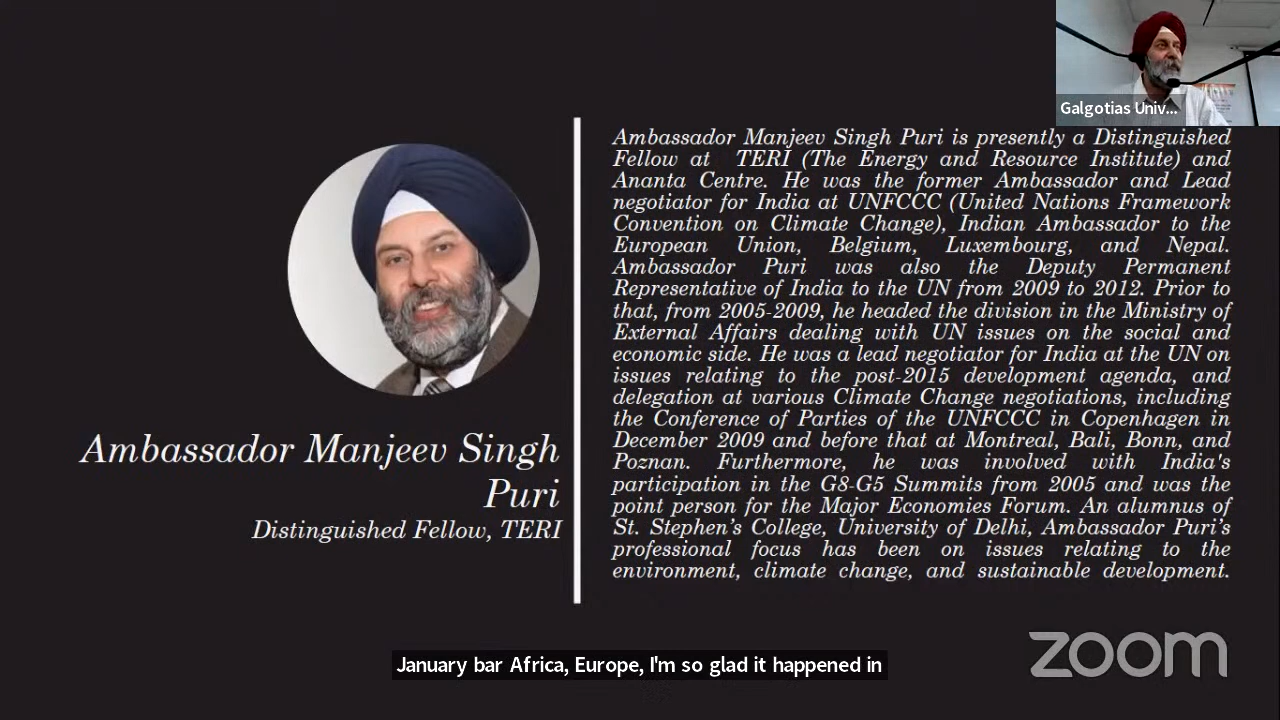 Galgotias Univ...
Ambassador Manjeev Singh
Puri
Distinguished Fellow, TERI
Ambassador Manjeev Singh Puri is presently a Distinguished
Fellow at TERI (The Energy and Resource Institute) and
Ananta Centre. He was the former Ambassador and Lead
negotiator for India at UNFCCC (United Nations Framework
Convention on Climate Change), Indian Ambassador to the
European Union, Belgium, Luxembourg, and Nepal.
Ambassador Puri was also the Deputy Permanent
Representative of India to the UN from 2009 to 2012. Prior to
that, from 2005-2009, he headed the division in the Ministry of
External Affairs dealing with UN issues on the social and
economic side. He was a lead negotiator for India at the UN on
issues relating to the post-2015 development agenda, and
delegation at various Climate Change negotiations, including
the Conference of Parties of the UNFCCC in Copenhagen in
December 2009 and before that at Montreal, Bali, Bonn, and
Poznan. Furthermore, he was involved with India's
participation in the G8-G5 Summits from 2005 and was the
point person for the Major Economies Forum. An alumnus of
St. Stephen’s College, University of Delhi, Ambassador Puri’s
professional focus has been on issues relating to the
environment, climate change, and sustainable development.
zoom
January bar Africa, Europe, I'm so glad it happened in